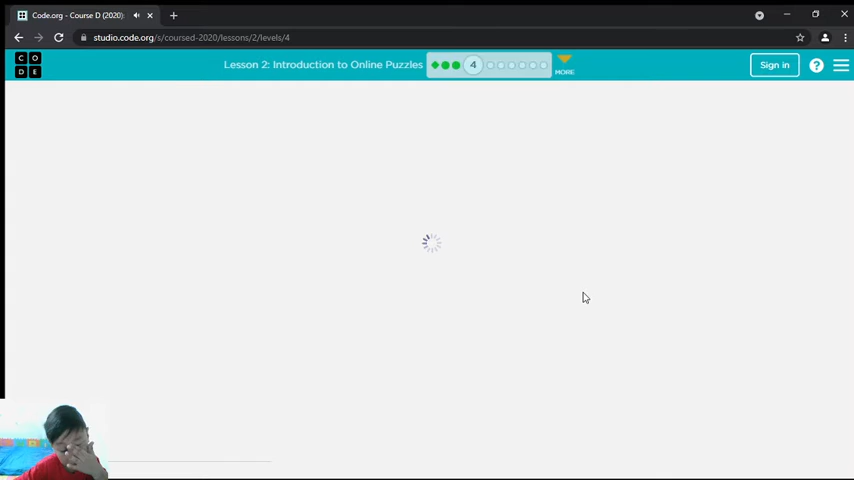 Code.org - Course D (2020):
studio.code.org/s/coursed-2020/lessons/2/levels/4
C O
D E
Lesson 2: Introduction to Online Puzzles
4
MORE
Sign in
?